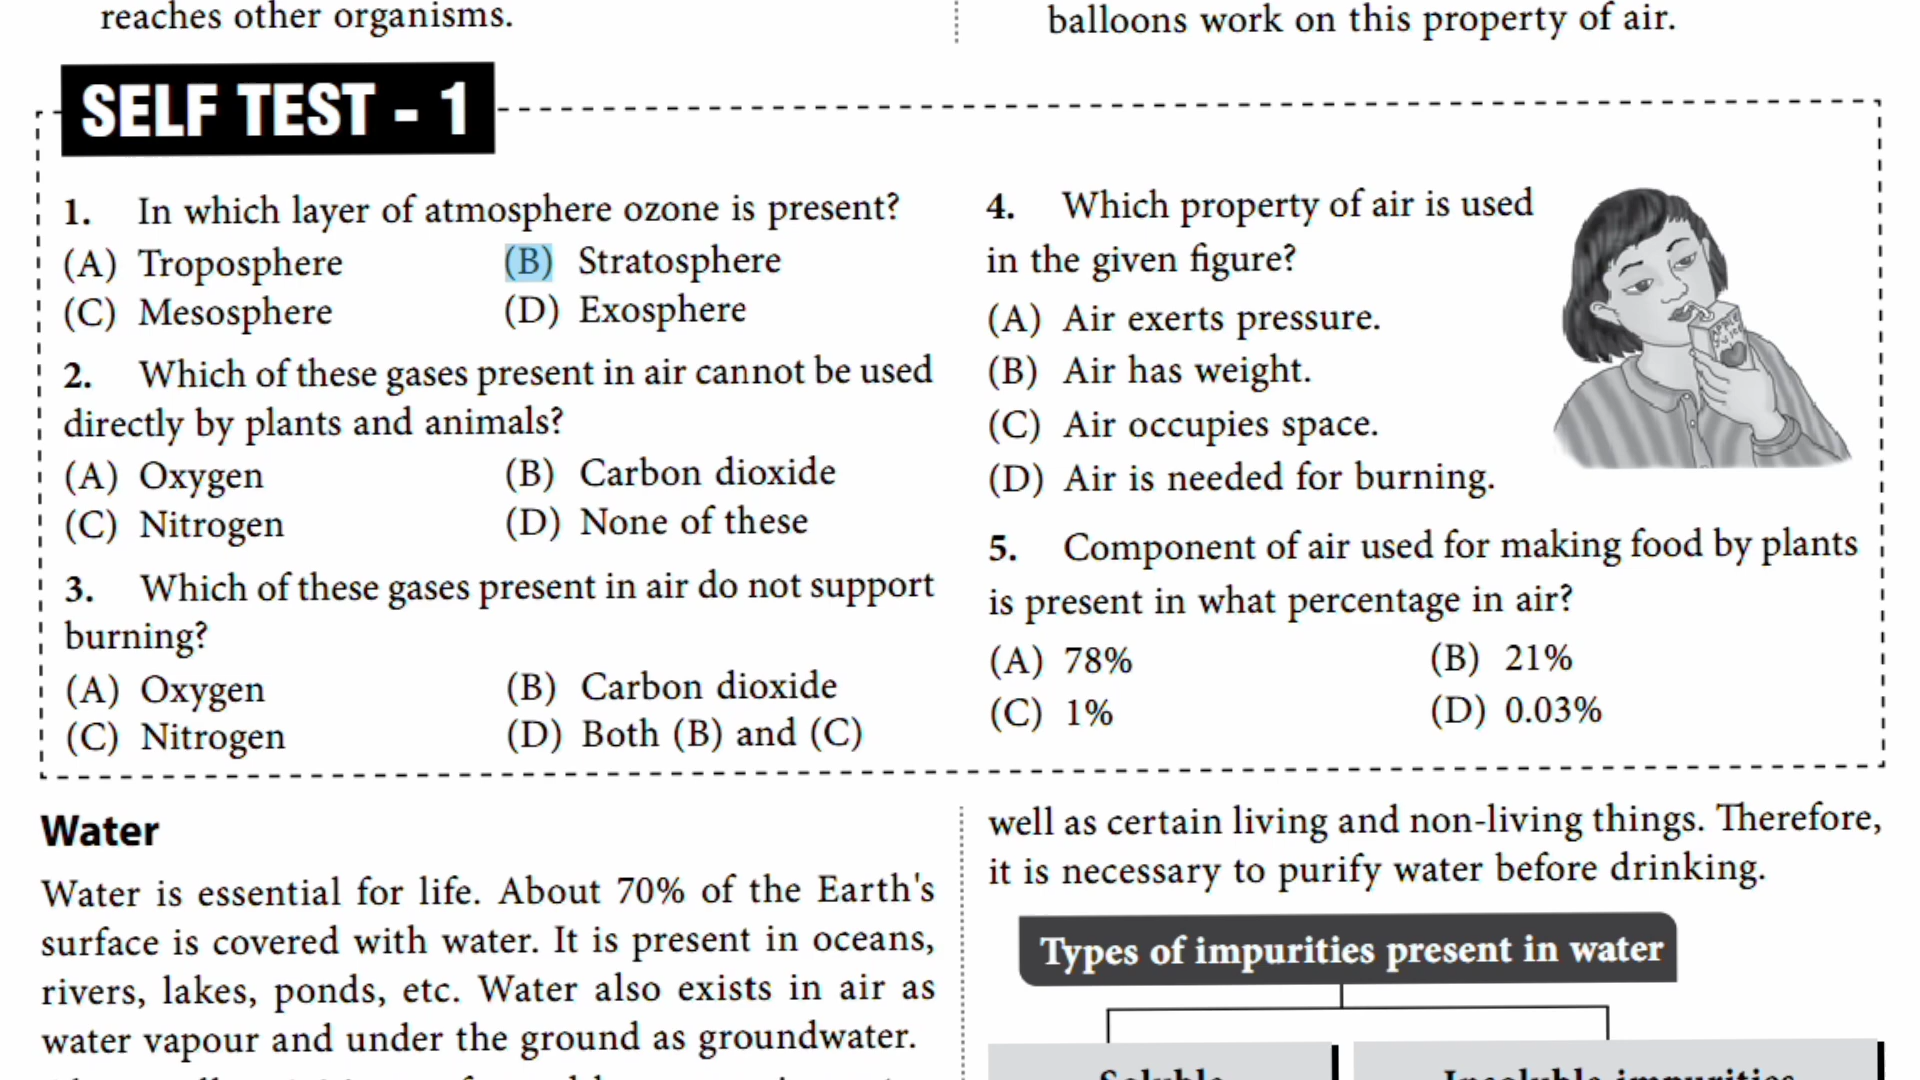 reaches other organisms.
balloons work on this property of air.
SELF TEST - 1
1. In which layer of atmosphere ozone is present?
(A) Troposphere (B) Stratosphere
(C) Mesosphere (D) Exosphere
2. Which of these gases present in air cannot be used
directly by plants and animals?
(A) Oxygen (B) Carbon dioxide
(C) Nitrogen (D) None of these
3. Which of these gases present in air do not support
burning?
(A) Oxygen (B) Carbon dioxide
(C) Nitrogen (D) Both (B) and (C)
4. Which property of air is used
in the given figure?
(A) Air exerts pressure.
(B) Air has weight.
(C) Air occupies space.
(D) Air is needed for burning.
APPLE
JUICE
5. Component of air used for making food by plants
is present in what percentage in air?
(A) 78% (B) 21%
(C) 1% (D) 0.03%
Water
Water is essential for life. About 70% of the Earth's
surface is covered with water. It is present in oceans,
rivers, lakes, ponds, etc. Water also exists in air as
water vapour and under the ground as groundwater.
well as certain living and non-living things. Therefore,
it is necessary to purify water before drinking.
Types of impurities present in water
Soluble
Insoluble impurities